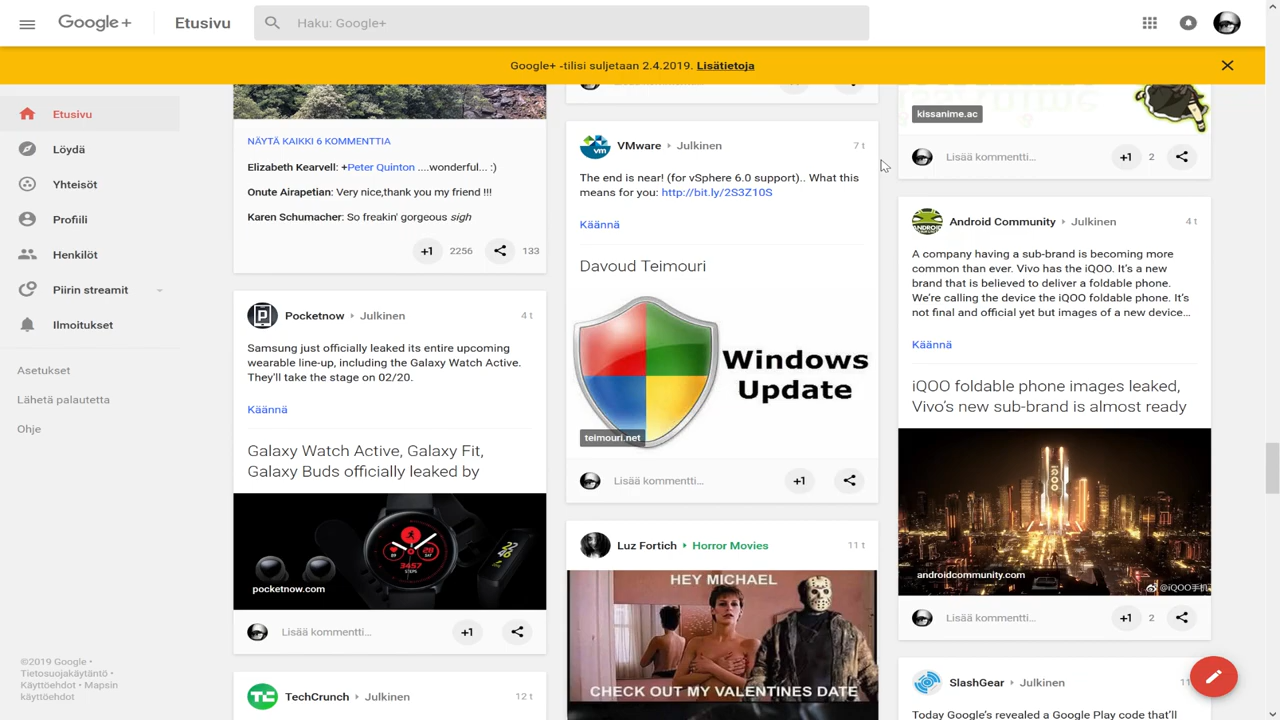 Google+
Etusivu
Haku: Google+
Google+ -tilisi suljetaan 2.4.2019. Lisätietoja
Etusivu
Löydä
Yhteisöt
Profiili
Henkilöt
Piirin streamit
Ilmoitukset
Asetukset
Lähetä palautetta
Ohje
©2019 Google •
Tietosuojakäytäntö •
Käyttöehdot • Mapsin
käyttöehdot
NÄYTÄ KAIKKI 6 KOMMENTTIA
Elizabeth Kearvell: +Peter Quinton ....wonderful... :)
Onute Airapetian: Very nice,thank you my friend !!!
Karen Schumacher: So freakin' gorgeous sigh
+1 2256 133
Pocketnow Julkinen 4 t
Samsung just officially leaked its entire upcoming
wearable line-up, including the Galaxy Watch Active.
They'll take the stage on 02/20.
Käännä
Galaxy Watch Active, Galaxy Fit,
Galaxy Buds officially leaked by
pocketnow.com
Lisää kommentti... +1
TechCrunch Julkinen 12 t
VMware Julkinen 7 t
The end is near! (for vSphere 6.0 support).. What this
means for you: http://bit.ly/2S3Z10S
Käännä
Davoud Teimouri
Windows
Update
teimouri.net
Lisää kommentti... +1
Luz Fortich Horror Movies 11 t
HEY MICHAEL
CHECK OUT MY VALENTINES DATE
kissanime.ac
Lisää kommentti... +1 2
Android Community Julkinen 4 t
A company having a sub-brand is becoming more
common than ever. Vivo has the iQOO. It's a new
brand that is believed to deliver a foldable phone.
We're calling the device the iQOO foldable phone. It's
not final and official yet but images of a new device...
Käännä
iQOO foldable phone images leaked,
Vivo's new sub-brand is almost ready
iQOO
androidcommunity.com
@iQOO手机
Lisää kommentti... +1 2
SlashGear Julkinen
Today Google's revealed a Google Play code that'll